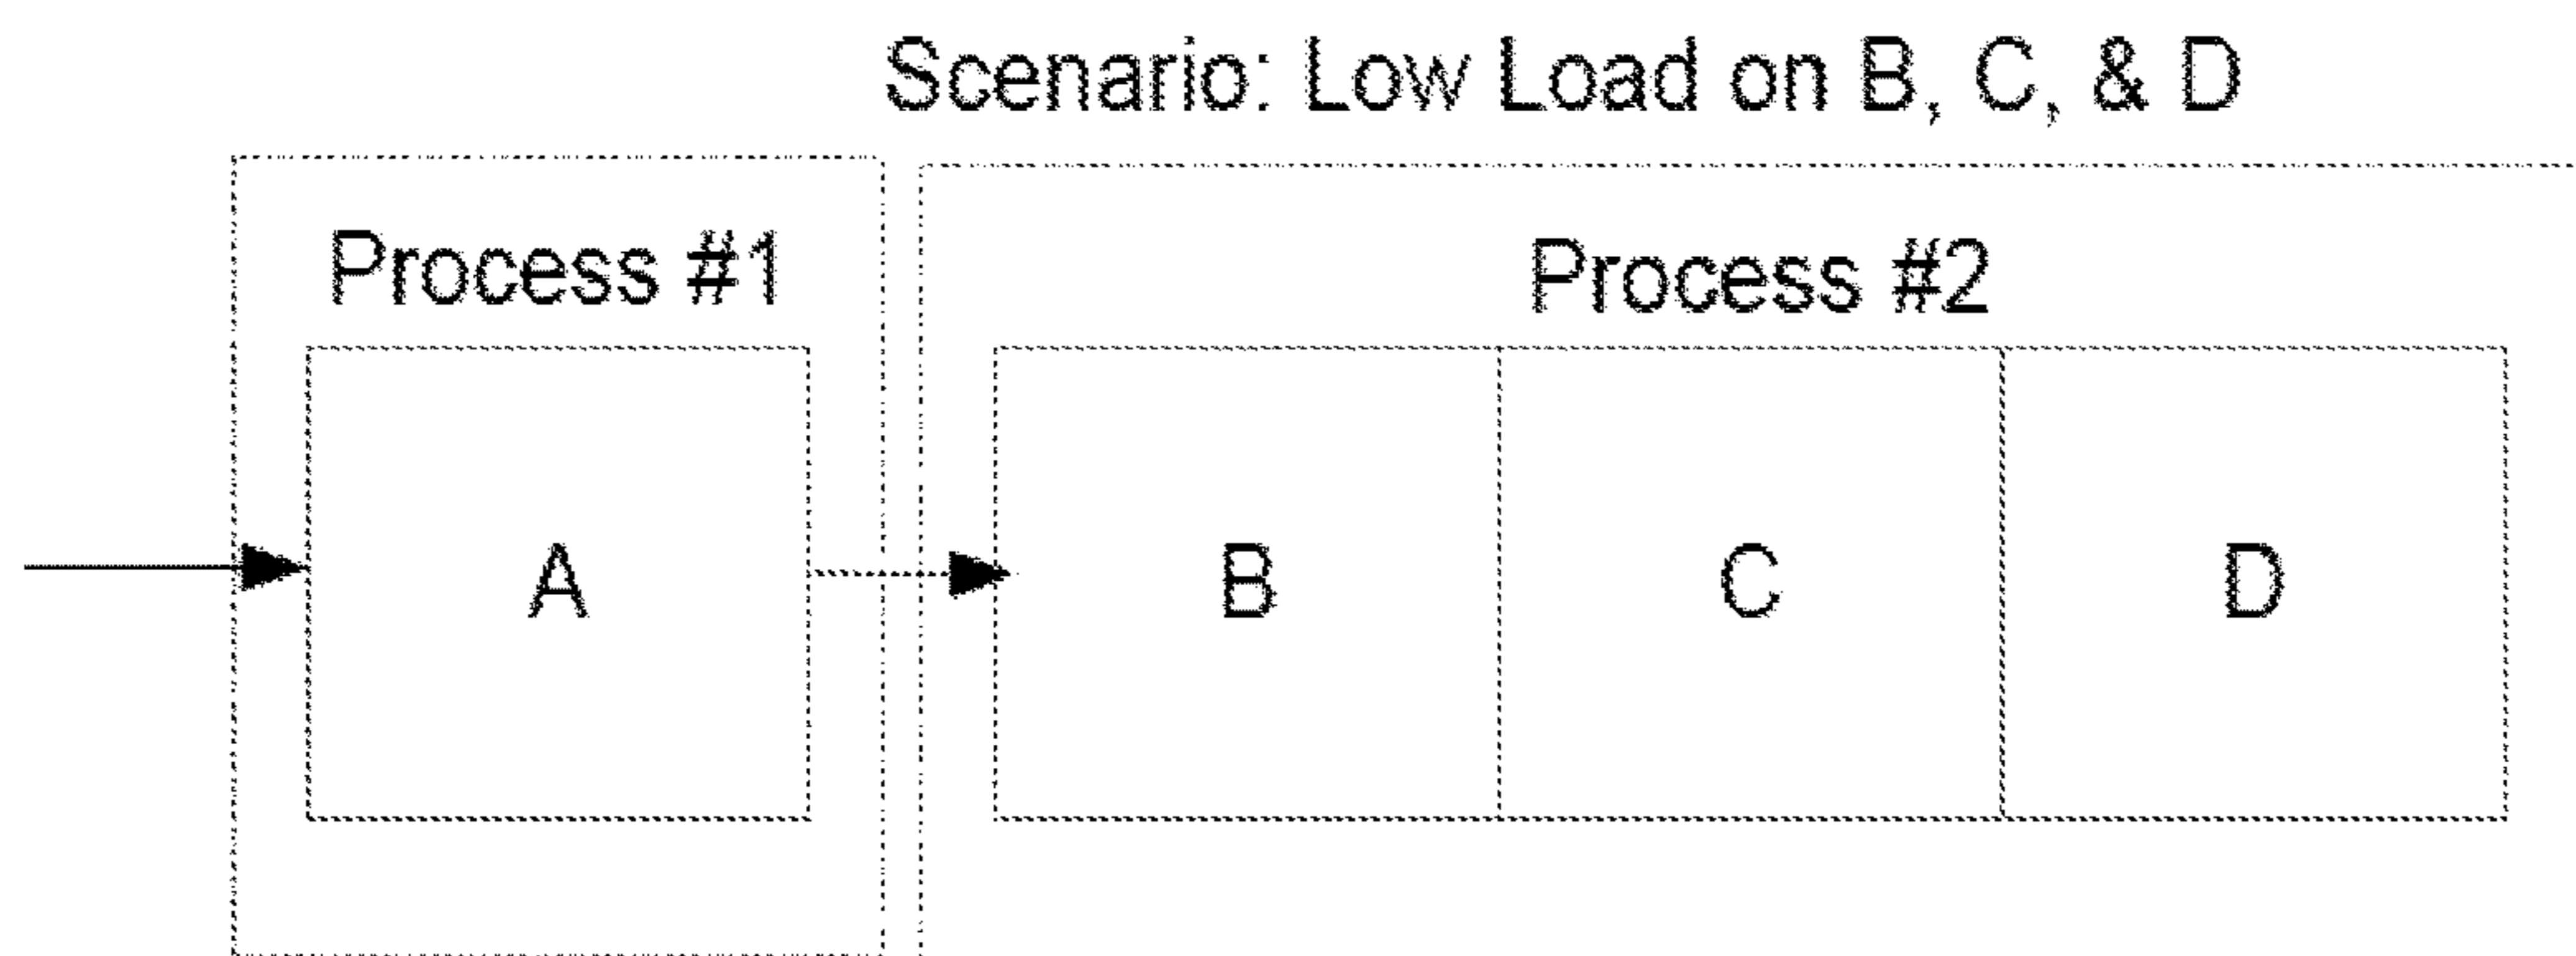 Scenario: Low Load on B, C, & D
Process #1
Process #2
A
B
C
D